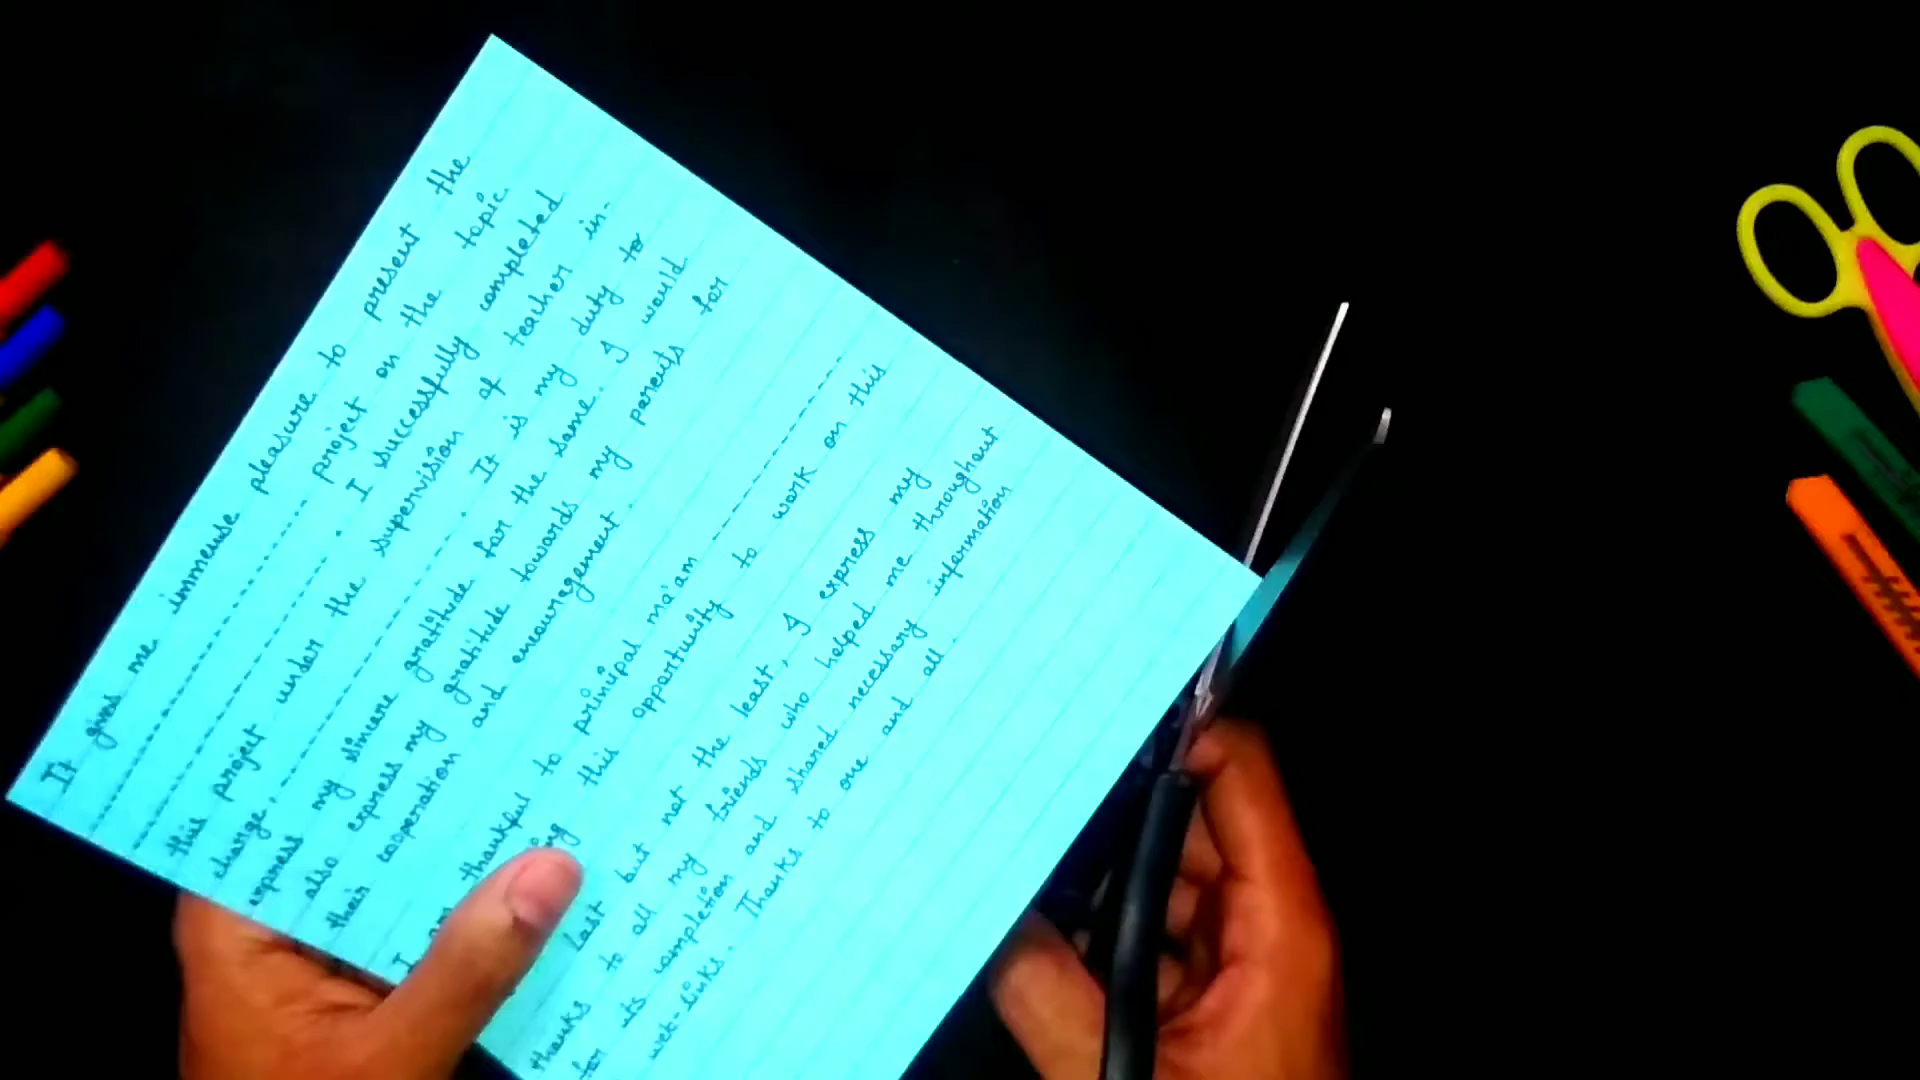 It gives me immense pleasure to present the
-------------------- project on the topic
-------------------- . I successfully completed
this project under the supervision of teacher in-
charge, -------------------- . It is my duty to
express my sincere gratitude for the same. I would
also express my gratitude towards my parents for
their cooperation and encouragement.
I am thankful to principal ma'am --------------------
this opportunity to work on this
Last but not the least, I express my
thanks to all my friends who helped me throughout
for its completion and shared necessary information
web-links. Thanks to one and all.